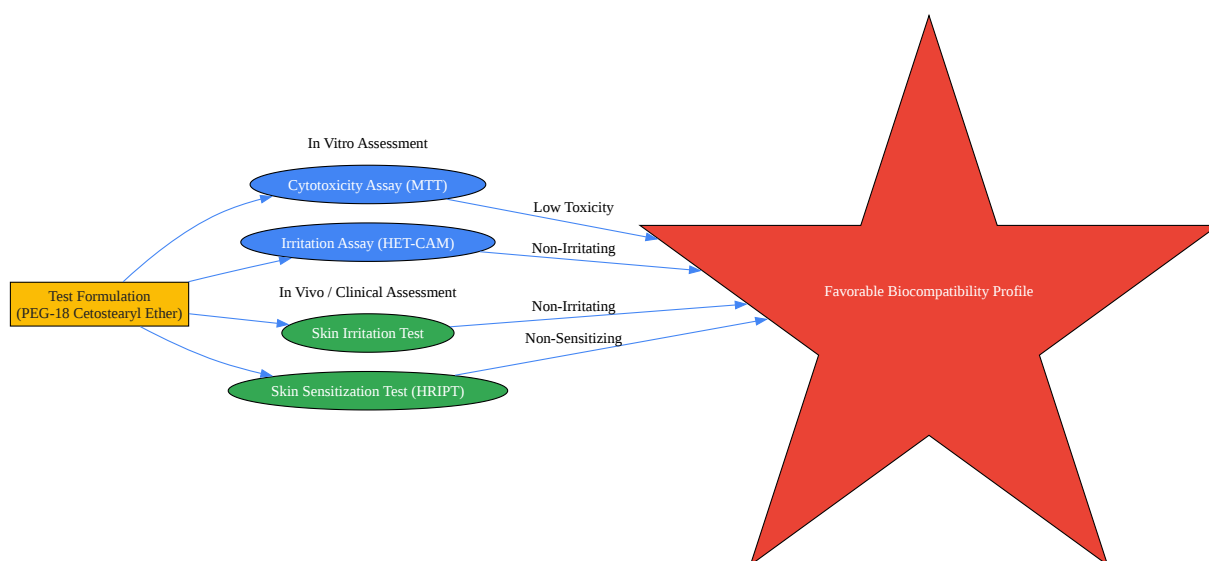 In Vitro Assessment
Cytotoxicity Assay (MTT)
Low Toxicity
Irritation Assay (HET-CAM)
Non-Irritating
Test Formulation
(PEG-18 Cetostearyl Ether)
In Vivo / Clinical Assessment
Skin Irritation Test
Non-Irritating
Skin Sensitization Test (HRIPT)
Non-Sensitizing
Favorable Biocompatibility Profile